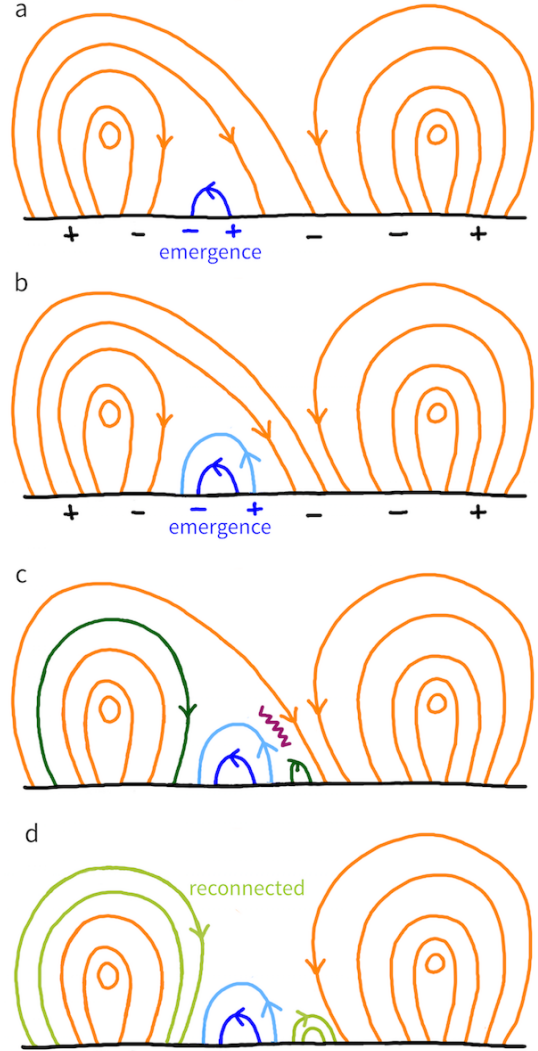 a
+ − − + − − +
emergence
b
+ − − + − − +
emergence
c
d
reconnected